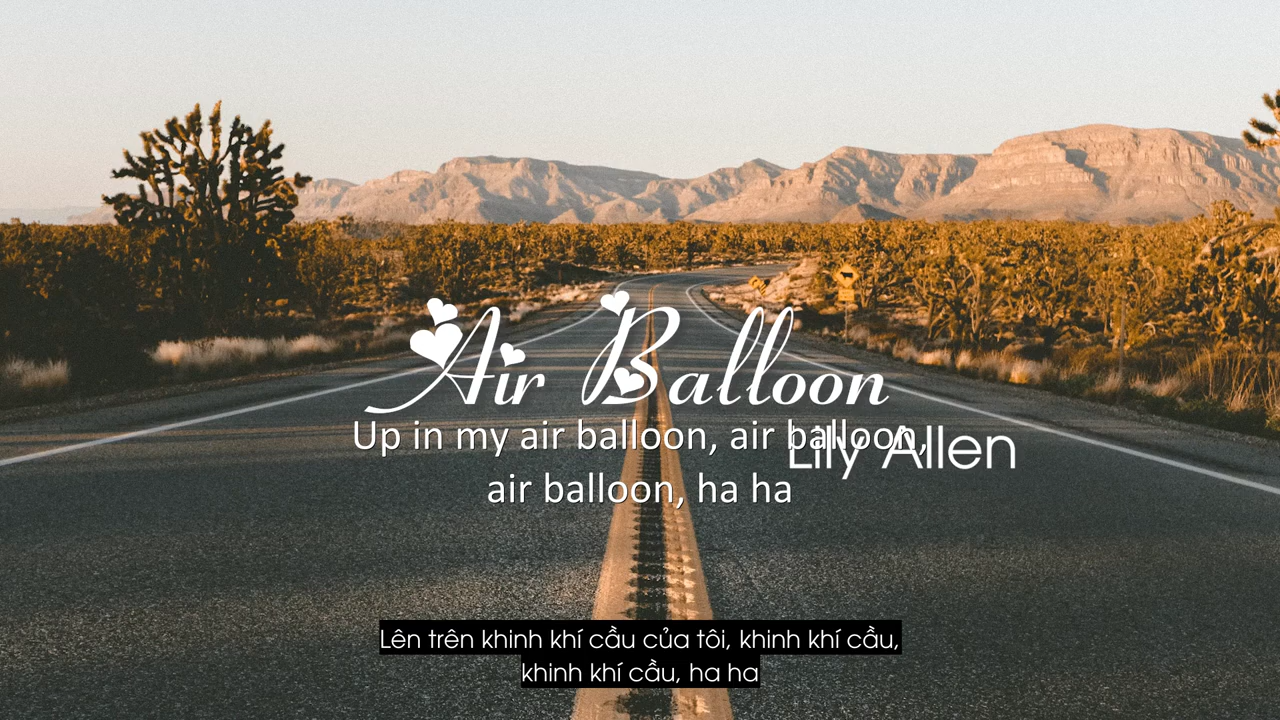 Air Balloon
Up in my air balloon, air balloon,
Lily Allen
air balloon, ha ha
Lên trên khinh khí cầu của tôi, khinh khí cầu,
khinh khí cầu, ha ha